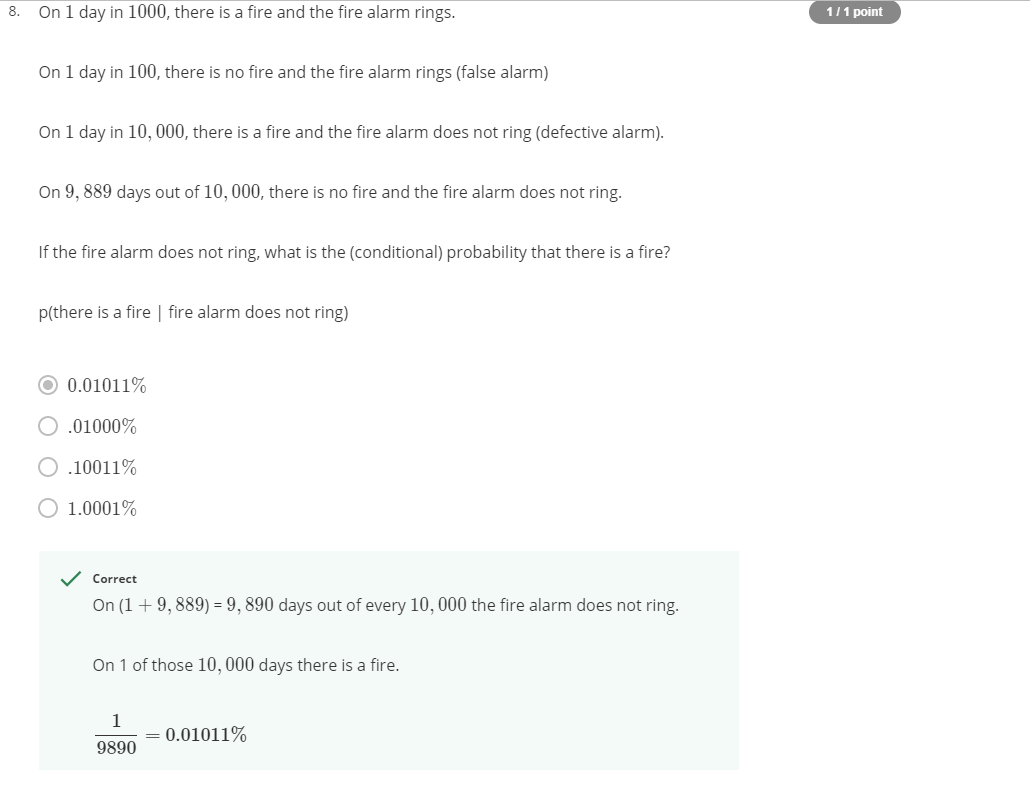 8. On 1 day in 1000, there is a fire and the fire alarm rings.
1 / 1 point
On 1 day in 100, there is no fire and the fire alarm rings (false alarm)
On 1 day in 10, 000, there is a fire and the fire alarm does not ring (defective alarm).
On 9, 889 days out of 10, 000, there is no fire and the fire alarm does not ring.
If the fire alarm does not ring, what is the (conditional) probability that there is a fire?
p(there is a fire | fire alarm does not ring)
0.01011%
.01000%
.10011%
1.0001%
Correct
On (1 + 9, 889) = 9, 890 days out of every 10, 000 the fire alarm does not ring.
On 1 of those 10, 000 days there is a fire.
1
9890
= 0.01011%